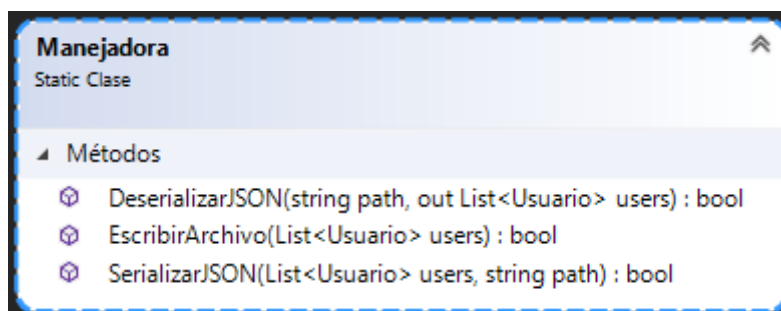 Manejadora
Static Clase
Métodos
DeserializarJSON(string path, out List<Usuario> users) : bool
EscribirArchivo(List<Usuario> users) : bool
SerializarJSON(List<Usuario> users, string path) : bool